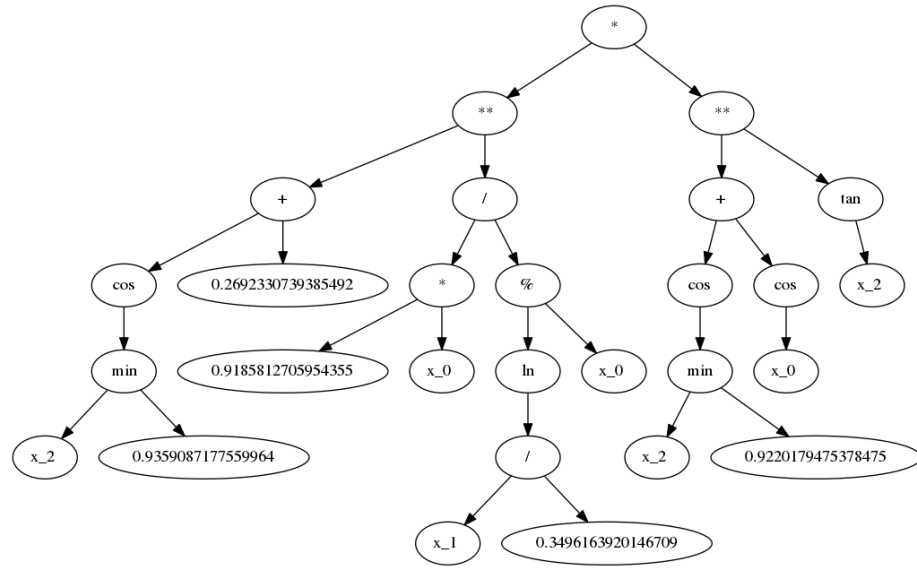 *
** **
+ / + tan
cos 0.2692330739385492 * % cos cos x_2
min 0.9185812705954355 x_0 ln x_0 min x_0
x_2 0.9359087177559964 / x_2 0.9220179475378475
x_1 0.3496163920146709